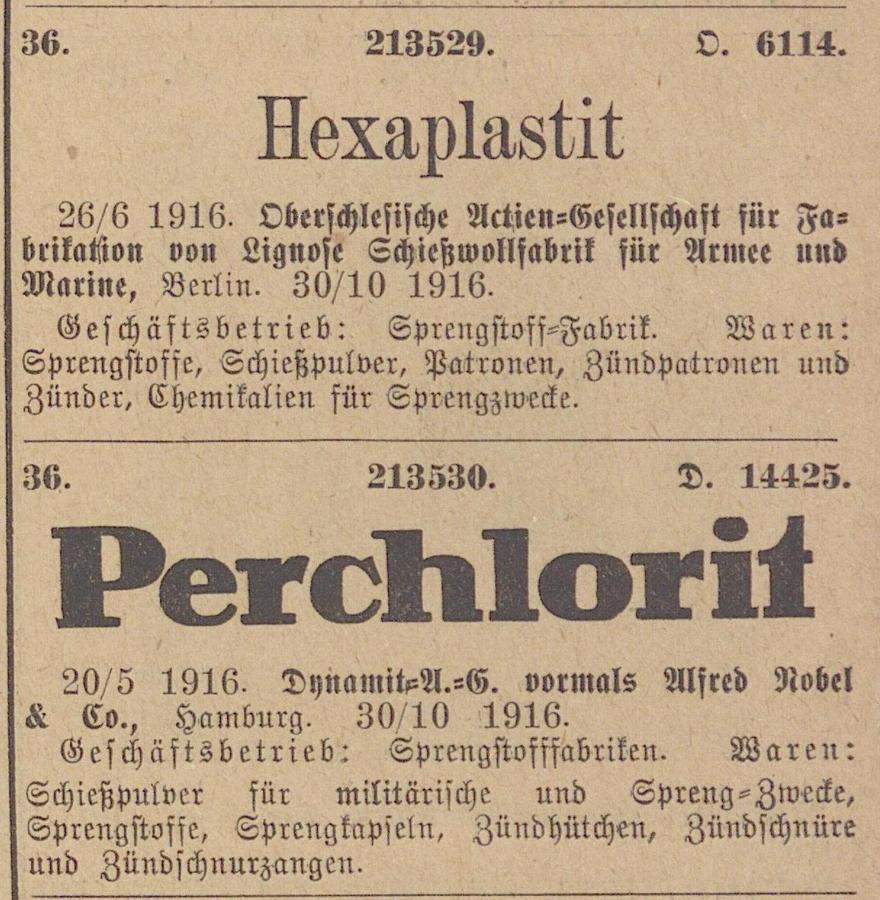 36. 213529. O. 6114.
Hexaplastit
26/6 1916. Oberschlesische Actien-Gesellschaft für Fa-
brikation von Lignose Schießwollfabrik für Armee und
Marine, Berlin. 30/10 1916.
Geschäftsbetrieb: Sprengstoff-Fabrik. Waren:
Sprengstoffe, Schießpulver, Patronen, Zündpatronen und
Zünder, Chemikalien für Sprengzwecke.
36. 213530. D. 14425.
Perchlorit
20/5 1916. Dynamit-A.-G. vormals Alfred Nobel
& Co., Hamburg. 30/10 1916.
Geschäftsbetrieb: Sprengstofffabriken. Waren:
Schießpulver für militärische und Spreng-Zwecke,
Sprengstoffe, Sprengkapseln, Zündhütchen, Zündschnüre
und Zündschnurzangen.